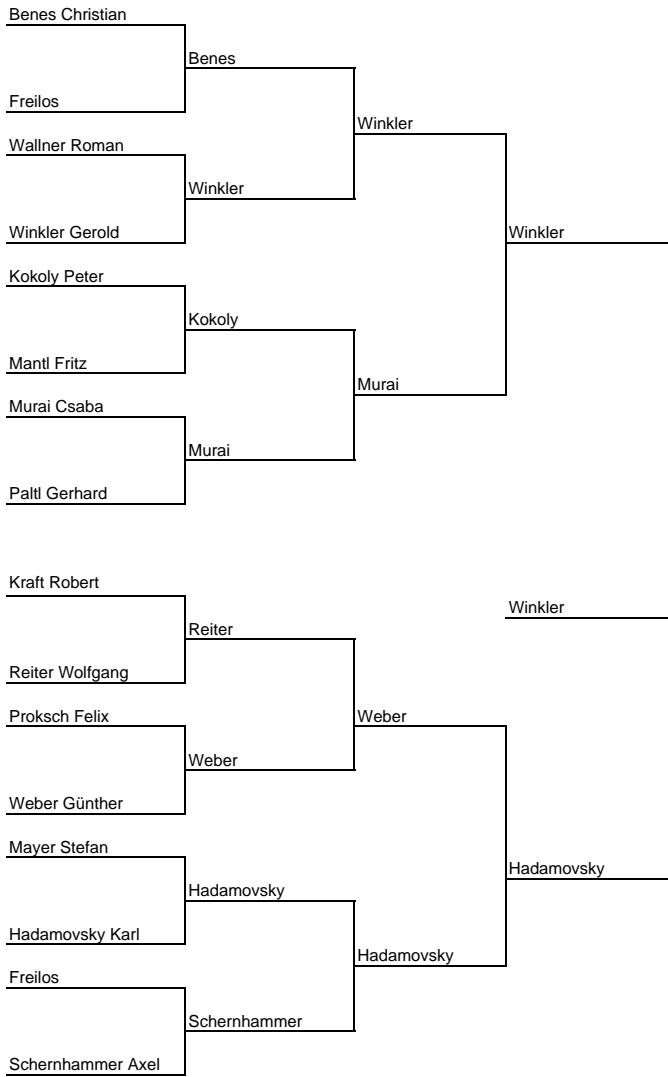 Benes Christian
Benes
Freilos
Winkler
Wallner Roman
Winkler
Winkler Gerold
Winkler
Kokoly Peter
Kokoly
Mantl Fritz
Murai
Murai Csaba
Murai
Paltl Gerhard
Kraft Robert
Winkler
Reiter
Reiter Wolfgang
Proksch Felix
Weber
Weber
Weber Günther
Mayer Stefan
Hadamovsky
Hadamovsky
Hadamovsky Karl
Hadamovsky
Freilos
Schernhammer
Schernhammer Axel